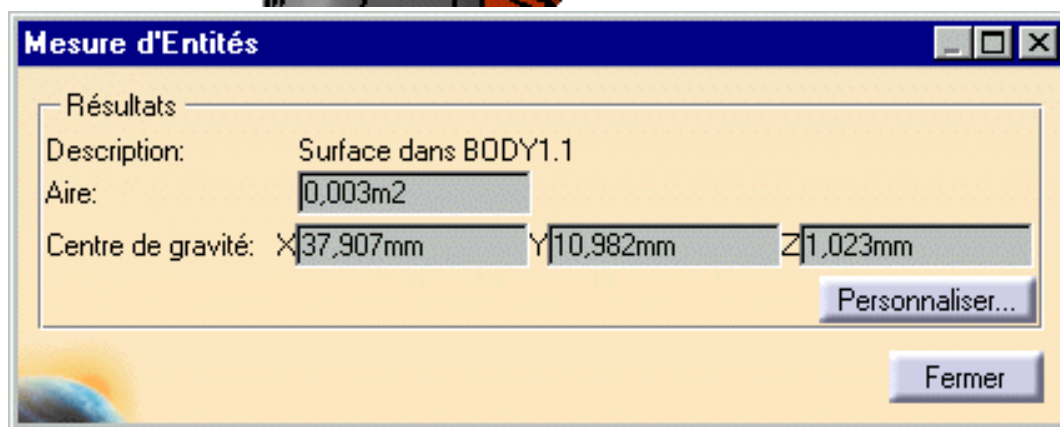 Mesure d'Entités
Résultats
Description: Surface dans BODY1.1
Aire: 0,003m2
Centre de gravité: X 37,907mm Y 10,982mm Z 1,023mm
Personnaliser...
Fermer